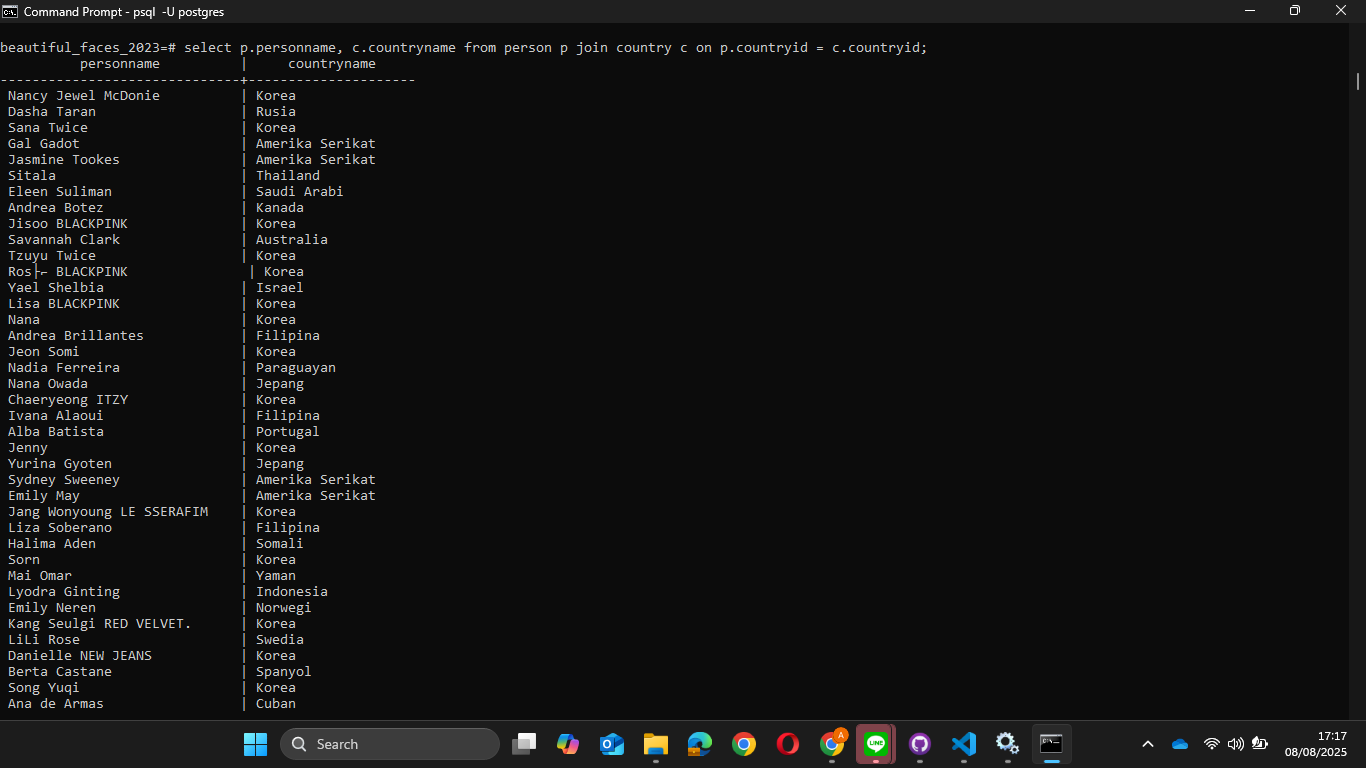 Command Prompt - psql -U postgres
beautiful_faces_2023=# select p.personname, c.countryname from person p join country c on p.countryid = c.countryid;
personname | countryname
------------------------------+---------------------
Nancy Jewel McDonie | Korea
Dasha Taran | Rusia
Sana Twice | Korea
Gal Gadot | Amerika Serikat
Jasmine Tookes | Amerika Serikat
Sitala | Thailand
Eleen Suliman | Saudi Arabi
Andrea Botez | Kanada
Jisoo BLACKPINK | Korea
Savannah Clark | Australia
Tzuyu Twice | Korea
Ros├⌐ BLACKPINK | Korea
Yael Shelbia | Israel
Lisa BLACKPINK | Korea
Nana | Korea
Andrea Brillantes | Filipina
Jeon Somi | Korea
Nadia Ferreira | Paraguayan
Nana Owada | Jepang
Chaeryeong ITZY | Korea
Ivana Alaoui | Filipina
Alba Batista | Portugal
Jenny | Korea
Yurina Gyoten | Jepang
Sydney Sweeney | Amerika Serikat
Emily May | Amerika Serikat
Jang Wonyoung LE SSERAFIM | Korea
Liza Soberano | Filipina
Halima Aden | Somali
Sorn | Korea
Mai Omar | Yaman
Lyodra Ginting | Indonesia
Emily Neren | Norwegi
Kang Seulgi RED VELVET. | Korea
LiLi Rose | Swedia
Danielle NEW JEANS | Korea
Berta Castane | Spanyol
Song Yuqi | Korea
Ana de Armas | Cuban
Search
A
LINE
17:17
08/08/2025